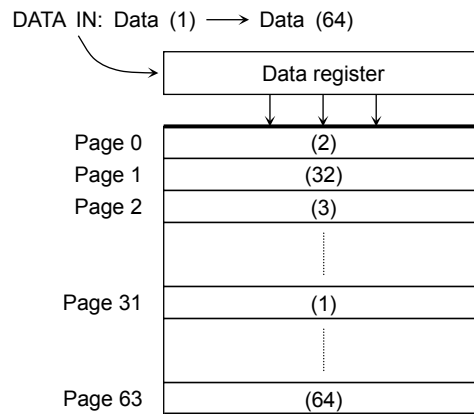 DATA IN: Data (1) → Data (64)
Data register
Page 0 (2)
Page 1 (32)
Page 2 (3)
Page 31 (1)
Page 63 (64)